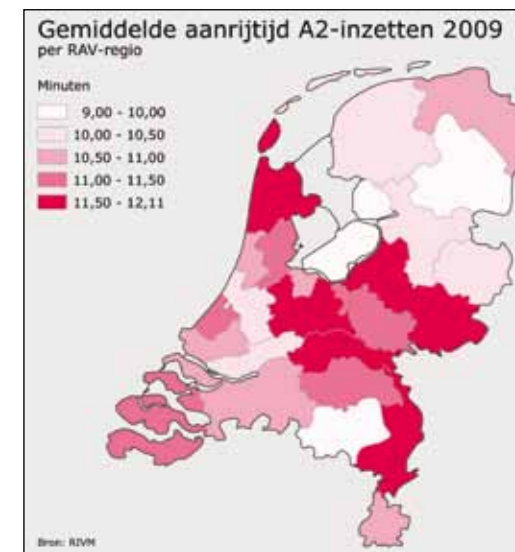 Gemiddelde aanrijtijd A2-inzetten 2009
per RAV-regio
Minuten
9,00 - 10,00
10,00 - 10,50
10,50 - 11,00
11,00 - 11,50
11,50 - 12,11
Bron: RIVM